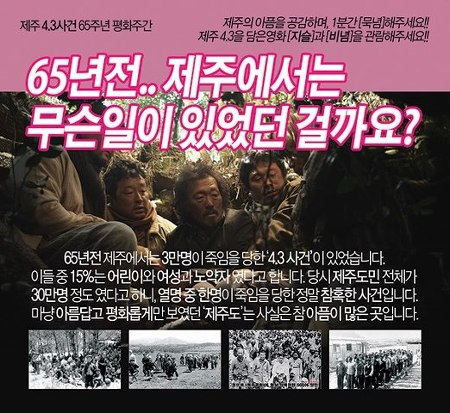 제주 4.3사건 65주년 평화주간
제주의 아픔을 공감하며, 1분간 [묵념]해주세요!!
제주 4.3을 담은영화 [지슬]과 [비념]을 관람해주세요!!
65년전.. 제주에서는
무슨일이 있었던 걸까요?
65년전 제주에서는 3만명이 죽임을 당한 '4.3 사건'이 있었습니다.
이들 중 15%는 어린이와 여성과 노약자 였다고 합니다. 당시 제주도민 전체가
30만명 정도 였다고 하니, 열명 중 한명이 죽임을 당한 정말 참혹한 사건입니다.
마냥 아름답고 평화롭게만 보였던 '제주도'는 사실은 참 아픔이 많은 곳입니다.